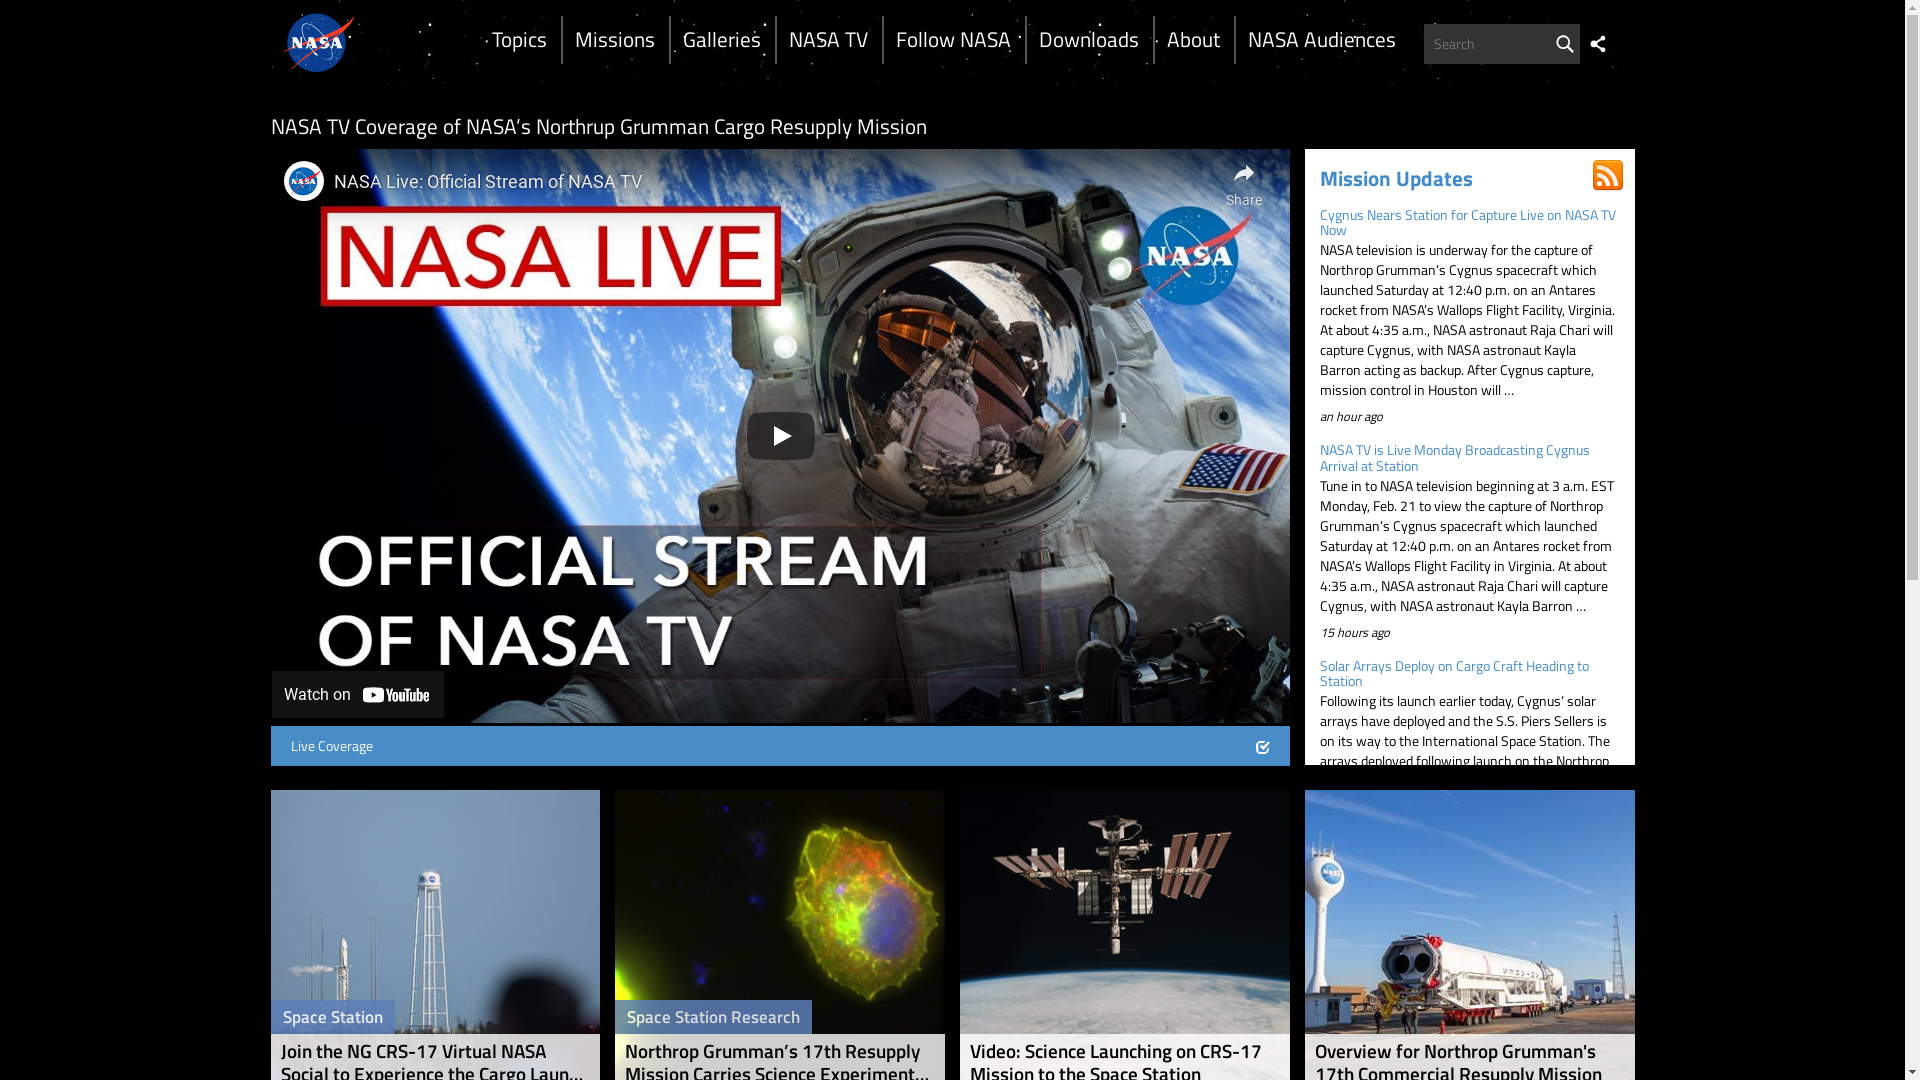 NASA
Topics
Missions
Galleries
NASA TV
Follow NASA
Downloads
About
NASA Audiences
Search
NASA TV Coverage of NASA’s Northrup Grumman Cargo Resupply Mission
NASA Live: Official Stream of NASA TV
Share
NASA LIVE
NASA
OFFICIAL STREAM
OF NASA TV
Watch on YouTube
Live Coverage
Mission Updates
Cygnus Nears Station for Capture Live on NASA TV
Now
NASA television is underway for the capture of
Northrop Grumman’s Cygnus spacecraft which
launched Saturday at 12:40 p.m. on an Antares
rocket from NASA’s Wallops Flight Facility, Virginia.
At about 4:35 a.m., NASA astronaut Raja Chari will
capture Cygnus, with NASA astronaut Kayla
Barron acting as backup. After Cygnus capture,
mission control in Houston will …
an hour ago
NASA TV is Live Monday Broadcasting Cygnus
Arrival at Station
Tune in to NASA television beginning at 3 a.m. EST
Monday, Feb. 21 to view the capture of Northrop
Grumman’s Cygnus spacecraft which launched
Saturday at 12:40 p.m. on an Antares rocket from
NASA’s Wallops Flight Facility in Virginia. At about
4:35 a.m., NASA astronaut Raja Chari will capture
Cygnus, with NASA astronaut Kayla Barron …
15 hours ago
Solar Arrays Deploy on Cargo Craft Heading to
Station
Following its launch earlier today, Cygnus’ solar
arrays have deployed and the S.S. Piers Sellers is
on its way to the International Space Station. The
arrays deployed following launch on the Northrop
Space Station
Join the NG CRS-17 Virtual NASA
Social to Experience the Cargo Laun...
Space Station Research
Northrop Grumman’s 17th Resupply
Mission Carries Science Experiment...
Video: Science Launching on CRS-17
Mission to the Space Station
Overview for Northrop Grumman's
17th Commercial Resupply Mission